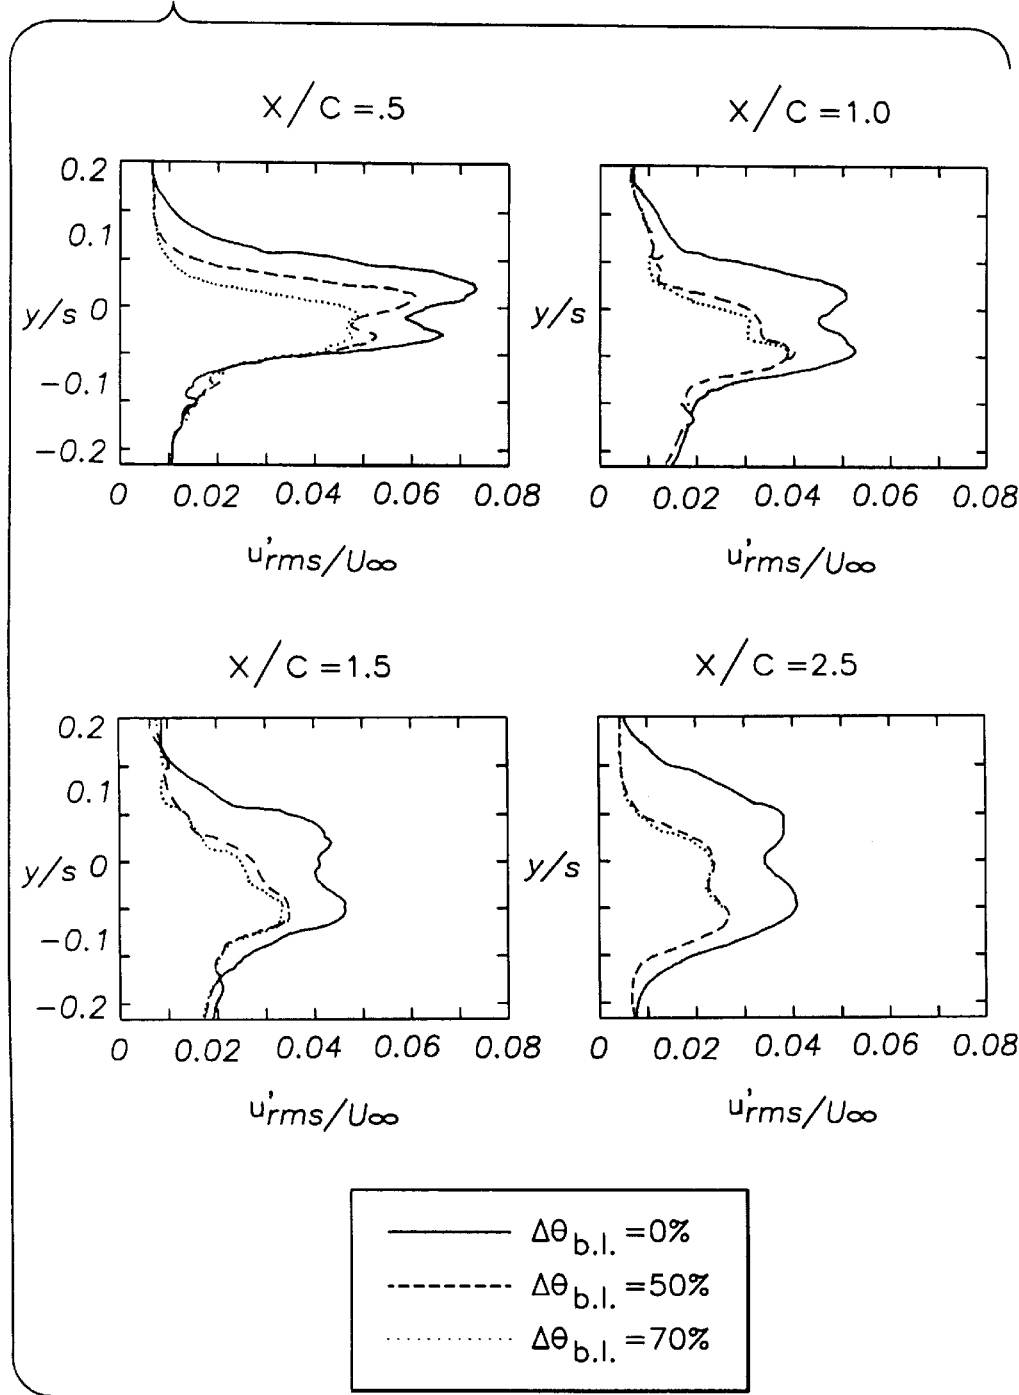 X/C =.5
X/C =1.0
0.2
0.1
y/s 0
−0.1
−0.2
0 0.02 0.04 0.06 0.08
u'rms/U∞
y/s
0 0.02 0.04 0.06 0.08
u'rms/U∞
X/C =1.5
X/C =2.5
0.2
0.1
y/s 0
−0.1
−0.2
0 0.02 0.04 0.06 0.08
u'rms/U∞
y/s
0 0.02 0.04 0.06 0.08
u'rms/U∞
Δθb.l. =0%
Δθb.l. =50%
Δθb.l. =70%